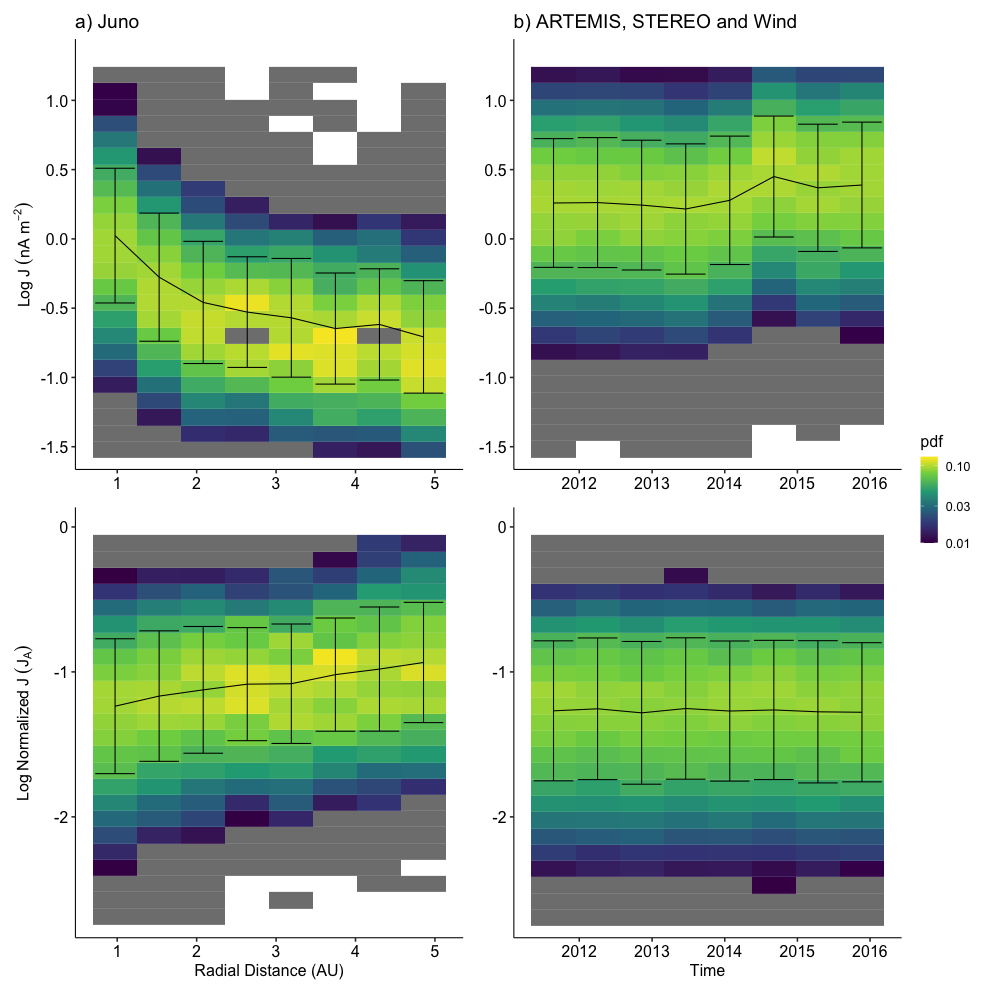 a) Juno
b) ARTEMIS, STEREO and Wind
Log J (nA m⁻²)
1.0
0.5
0.0
-0.5
-1.0
-1.5
1 2 3 4 5
1.0
0.5
0.0
-0.5
-1.0
-1.5
2012 2013 2014 2015 2016
pdf
0.10
0.03
0.01
Log Normalized J (J_A)
0
-1
-2
1 2 3 4 5
Radial Distance (AU)
0
-1
-2
2012 2013 2014 2015 2016
Time